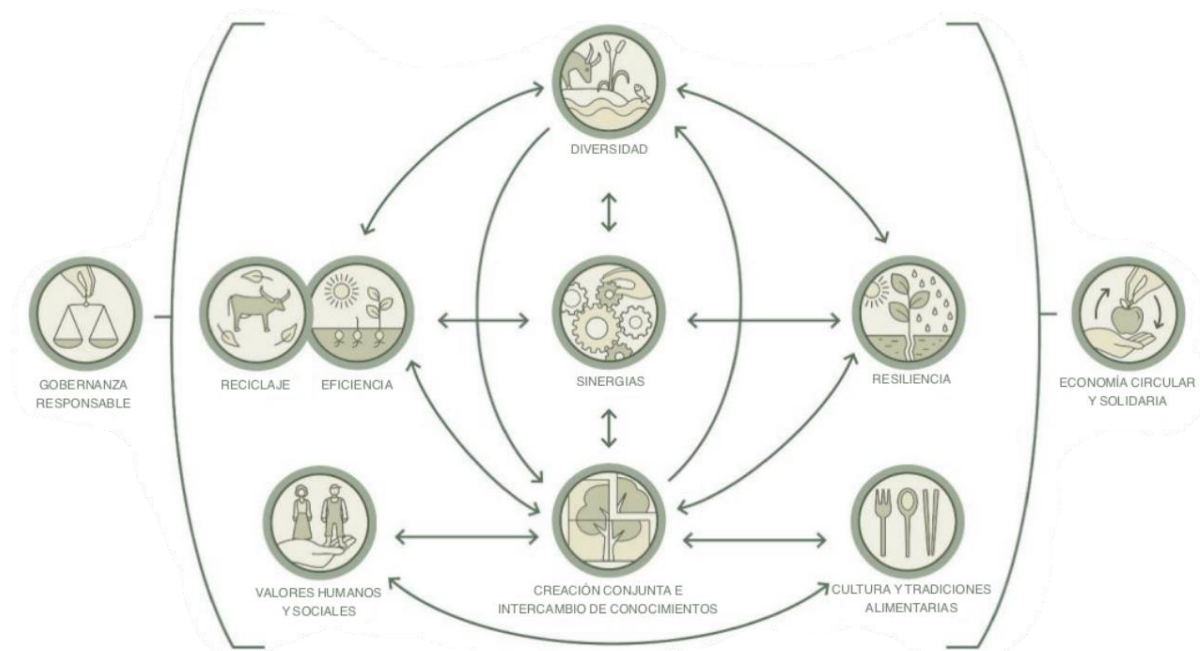 DIVERSIDAD
GOBERNANZA
RESPONSABLE
RECICLAJE
EFICIENCIA
SINERGIAS
RESILIENCIA
ECONOMÍA CIRCULAR
Y SOLIDARIA
VALORES HUMANOS
Y SOCIALES
CREACIÓN CONJUNTA E
INTERCAMBIO DE CONOCIMIENTOS
CULTURA Y TRADICIONES
ALIMENTARIAS